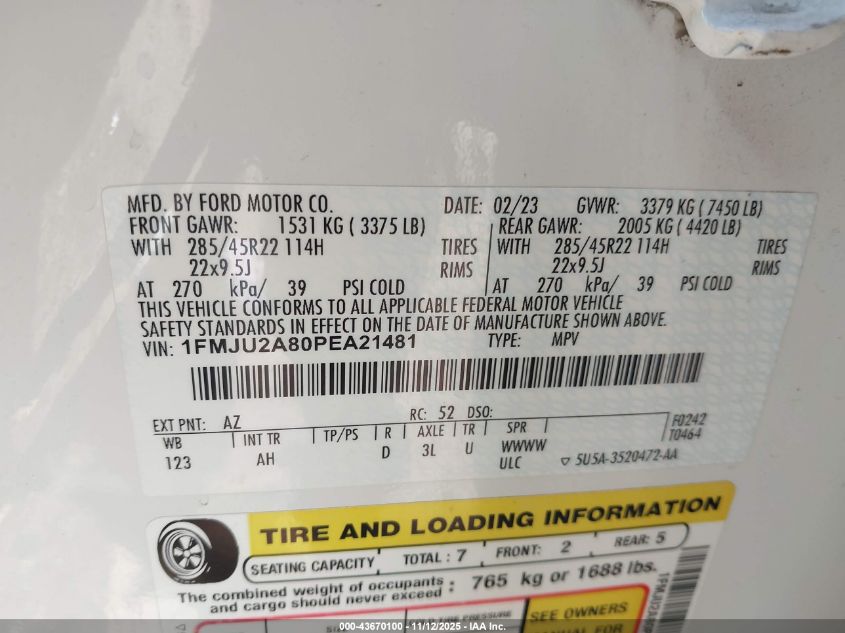 MFD. BY FORD MOTOR CO. DATE: 02/23 GVWR: 3379 KG ( 7450 LB)
FRONT GAWR: 1531 KG ( 3375 LB) REAR GAWR: 2005 KG ( 4420 LB)
WITH 285/45R22 114H TIRES WITH 285/45R22 114H TIRES
22x9.5J RIMS 22x9.5J RIMS
AT 270 kPa/ 39 PSI COLD AT 270 kPa/ 39 PSI COLD
THIS VEHICLE CONFORMS TO ALL APPLICABLE FEDERAL MOTOR VEHICLE
SAFETY STANDARDS IN EFFECT ON THE DATE OF MANUFACTURE SHOWN ABOVE.
VIN: 1FMJU2A80PEA21481 TYPE: MPV
EXT PNT: AZ RC: 52 DSO: F0242
WB INT TR TP/PS R AXLE TR SPR T0464
123 AH D 3L U WWWW
ULC ▽ 5U5A-3520472-AA
TIRE AND LOADING INFORMATION
SEATING CAPACITY TOTAL : 7 FRONT: 2 REAR: 5
The combined weight of occupants
and cargo should never exceed : 765 kg or 1688 lbs.
SEE OWNERS
MANUAL FOR
000-43670100 - 11/12/2025 - IAA Inc.